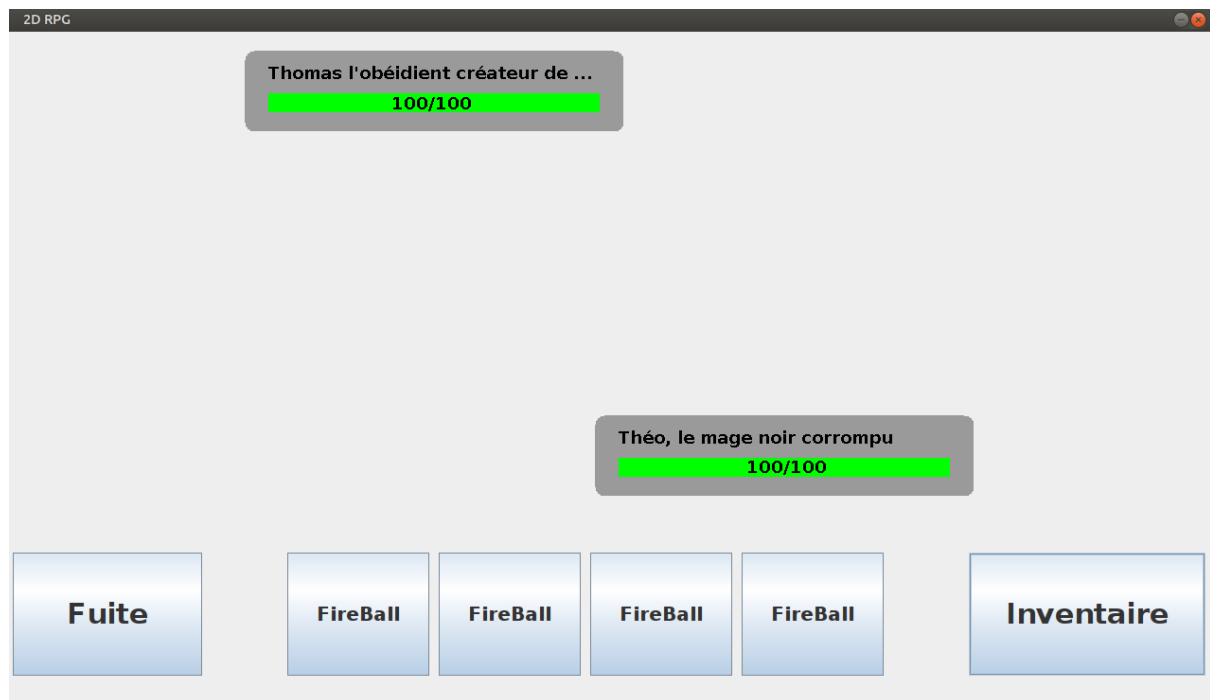 2D RPG
Thomas l'obéidient créateur de ...
100/100
Théo, le mage noir corrompu
100/100
Fuite
FireBall
FireBall
FireBall
FireBall
Inventaire